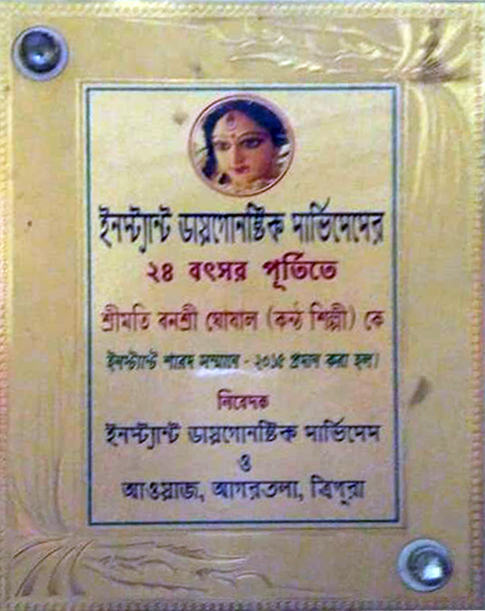 ইনস্ট্যান্ট ডায়গোনষ্টিক সার্ভিসেসের
২৪ বৎসর পূর্তিতে
শ্রীমতি বনশ্রী ঘোষাল (কন্ঠ শিল্পী) কে
ইনস্ট্যান্ট শারদ সম্মানে - ২০১৫ প্রদান করা হল।
নিবেদক
ইনস্ট্যান্ট ডায়গোনষ্টিক সার্ভিসেস
ও
আওয়াজ, আগরতলা, ত্রিপুরা